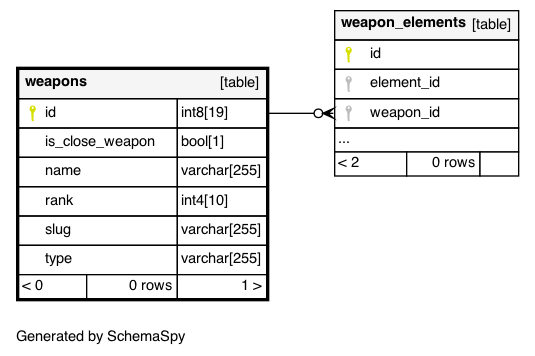 weapon_elements [table]
id
element_id
weapon_id
...
< 2 0 rows
weapons [table]
id int8[19]
is_close_weapon bool[1]
name varchar[255]
rank int4[10]
slug varchar[255]
type varchar[255]
< 0 0 rows 1 >
Generated by SchemaSpy